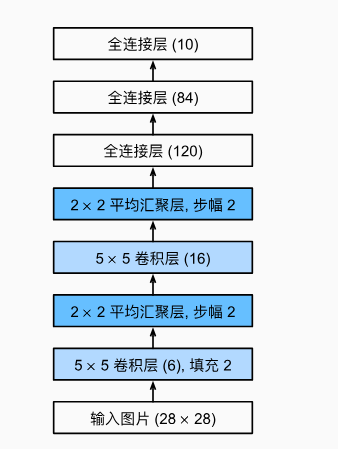 全连接层 (10)
全连接层 (84)
全连接层 (120)
2 × 2 平均汇聚层, 步幅 2
5 × 5 卷积层 (16)
2 × 2 平均汇聚层, 步幅 2
5 × 5 卷积层 (6), 填充 2
输入图片 (28 × 28)